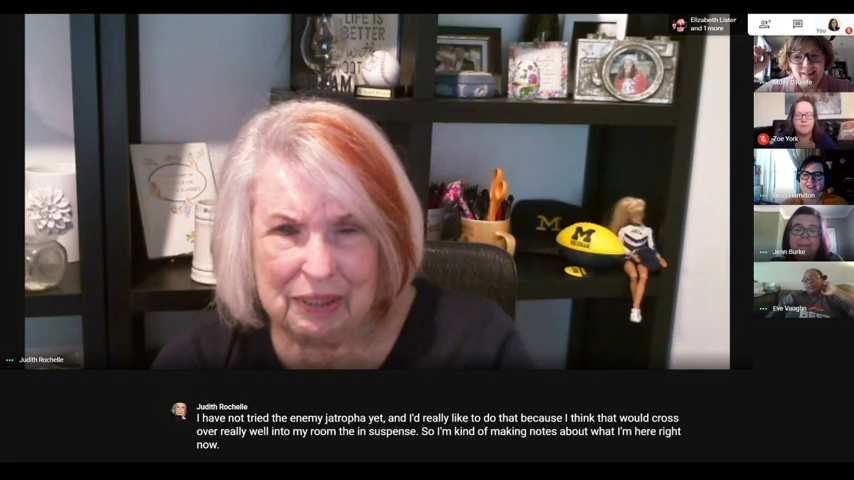 LIFE IS
BETTER
Elizabeth Lister
and 1 more
You
Zoe York
Hamilton
Jenn Burke
Eve Vaughn
M
M
Judith Rochelle
Judith Rochelle
I have not tried the enemy jatropha yet, and I'd really like to do that because I think that would cross
over really well into my room the in suspense. So I'm kind of making notes about what I'm here right
now.